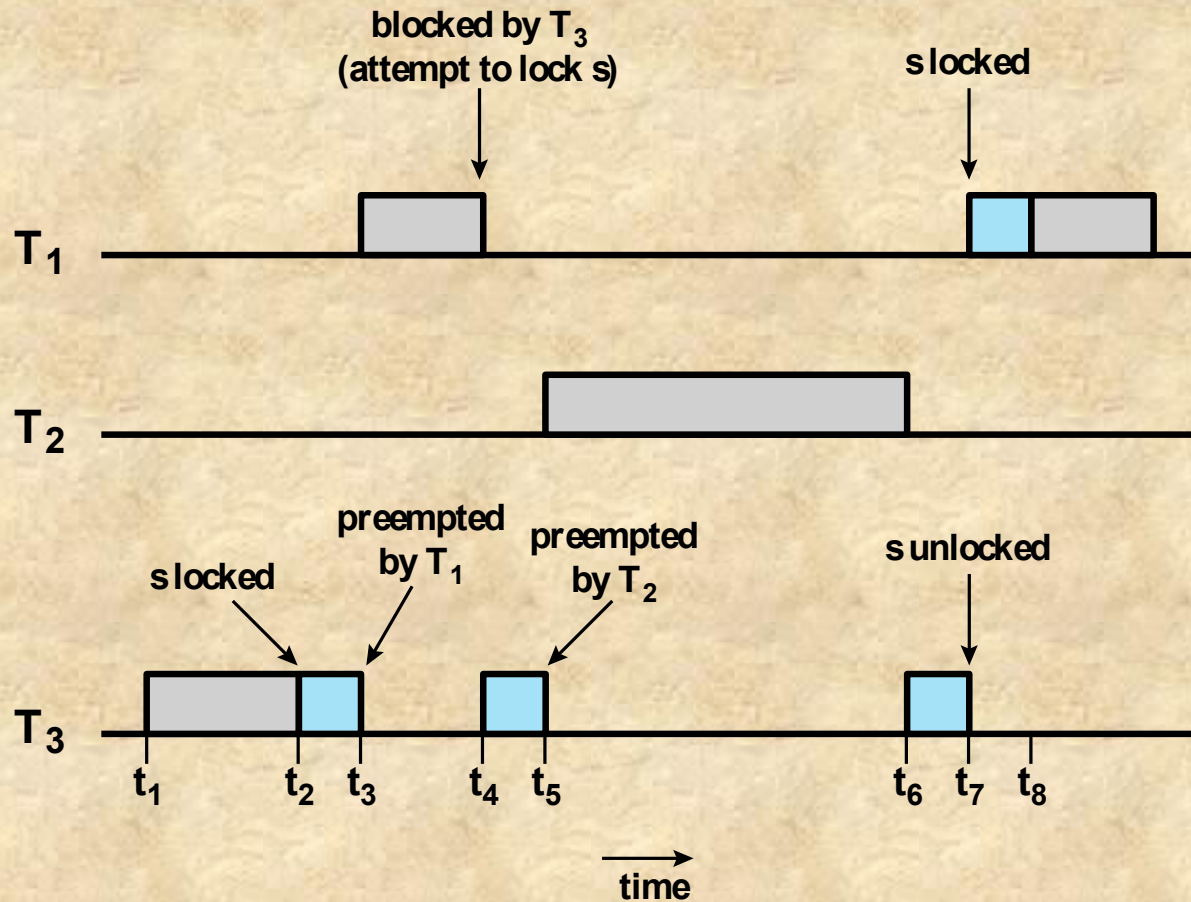 blocked by T3
(attempt to lock s)
s locked
T1
T2
preempted
by T1
preempted
by T2
s locked
s unlocked
T3
t1 t2 t3 t4 t5 t6 t7 t8
time